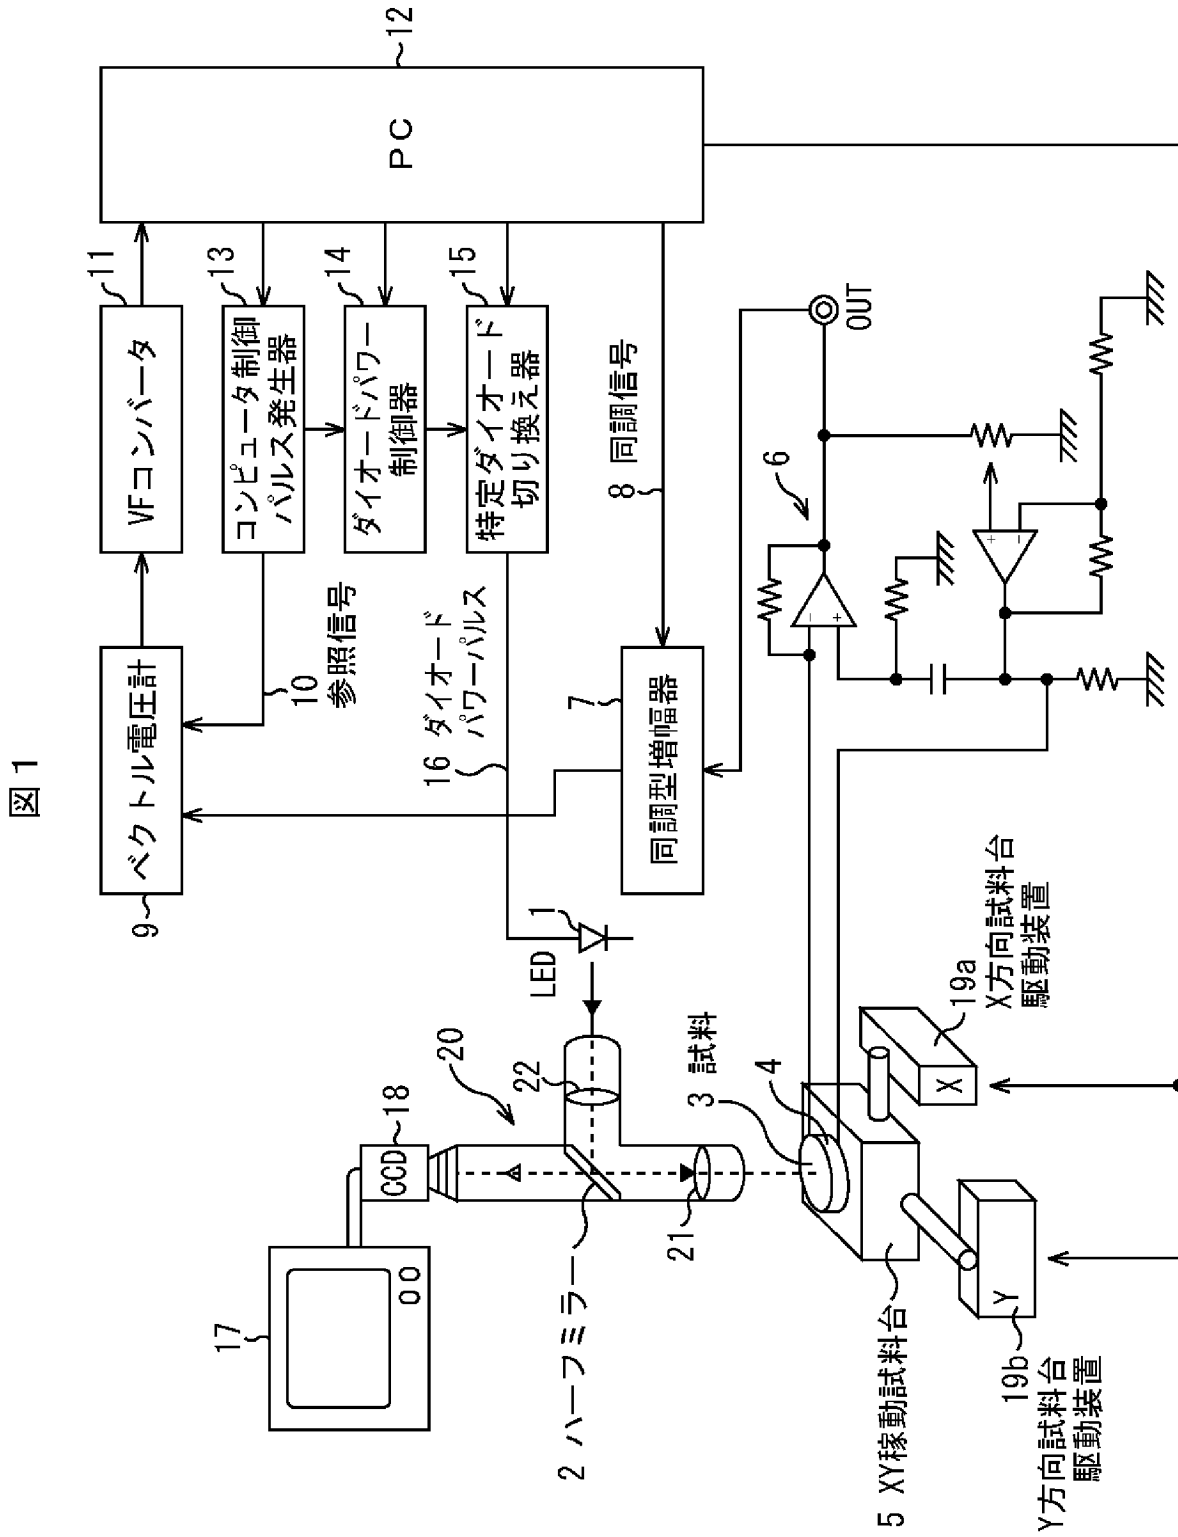 図1
17
CCD
18
20
2 ハーフミラー
22
21
LED
1
3 試料
4
5 XY稼動試料台
X
19a
X方向試料台
駆動装置
Y
19b
Y方向試料台
駆動装置
9
ベクトル電圧計
10
参照信号
16 ダイオード
パワーパルス
7
同調型増幅器
8 同調信号
11
VFコンバータ
13
コンピュータ制御
パルス発生器
14
ダイオードパワー
制御器
15
特定ダイオード
切り換え器
PC
12
6
OUT
-
+
+
-